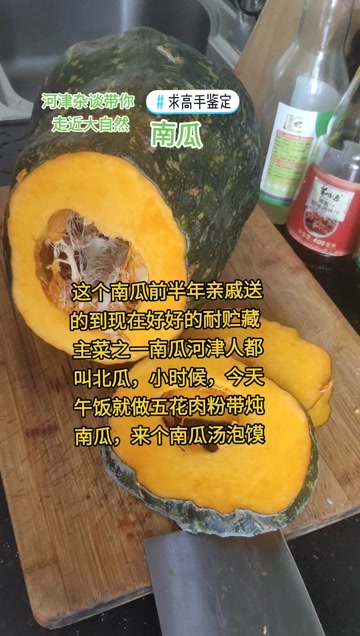 河津杂谈带你
走近大自然
#求高手鉴定
南瓜
这个南瓜前半年亲戚送
的到现在好好的耐贮藏
主菜之一南瓜河津人都
叫北瓜，小时候，今天
午饭就做五花肉粉带炖
南瓜，来个南瓜汤泡馍